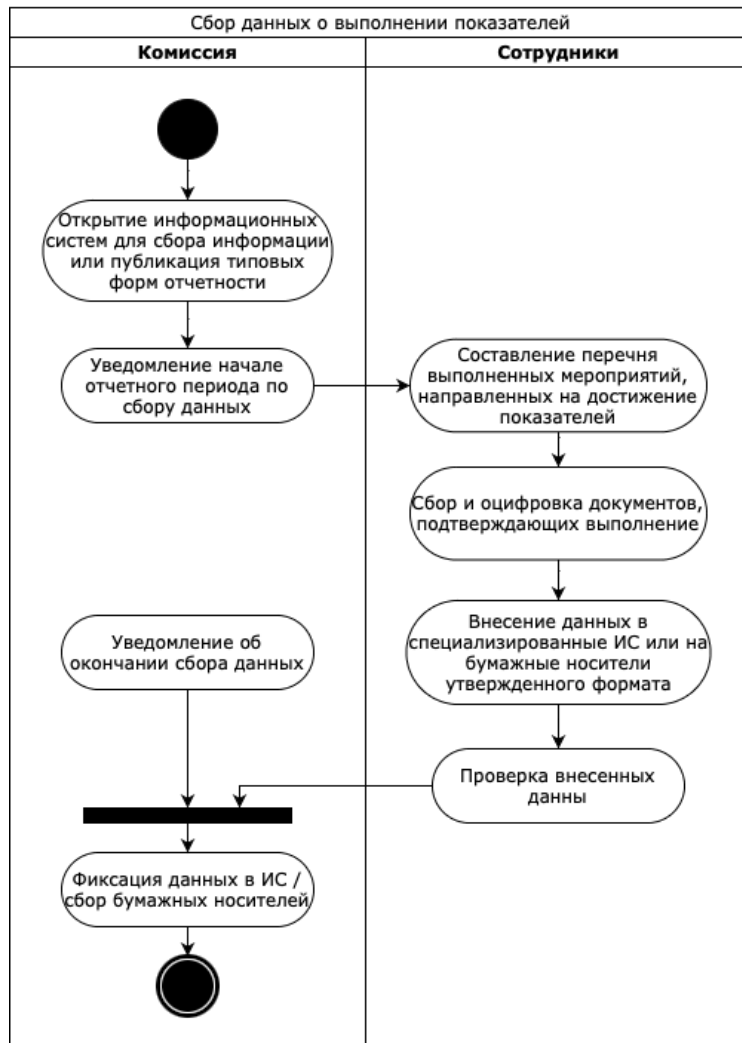 Сбор данных о выполнении показателей
Комиссия
Сотрудники
Открытие информационных
систем для сбора информации
или публикация типовых
форм отчетности
Уведомление начале
отчетного периода по
сбору данных
Составление перечня
выполненных мероприятий,
направленных на достижение
показателей
Сбор и оцифровка документов,
подтверждающих выполнение
Внесение данных в
специализированные ИС или на
бумажные носители
утвержденного формата
Уведомление об
окончании сбора данных
Проверка внесенных
данны
Фиксация данных в ИС /
сбор бумажных носителей